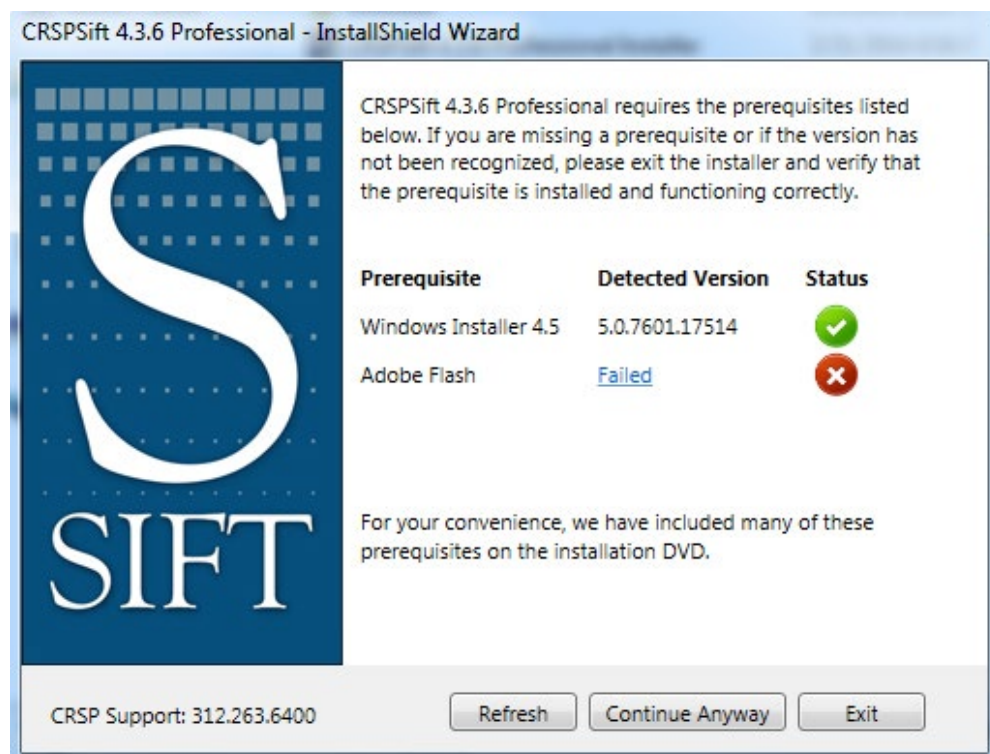 CRSPSift 4.3.6 Professional - InstallShield Wizard
CRSPSift 4.3.6 Professional requires the prerequisites listed
below. If you are missing a prerequisite or if the version has
not been recognized, please exit the installer and verify that
the prerequisite is installed and functioning correctly.
Prerequisite Detected Version Status
Windows Installer 4.5 5.0.7601.17514
Adobe Flash Failed
For your convenience, we have included many of these
prerequisites on the installation DVD.
S
SIFT
CRSP Support: 312.263.6400 Refresh Continue Anyway Exit